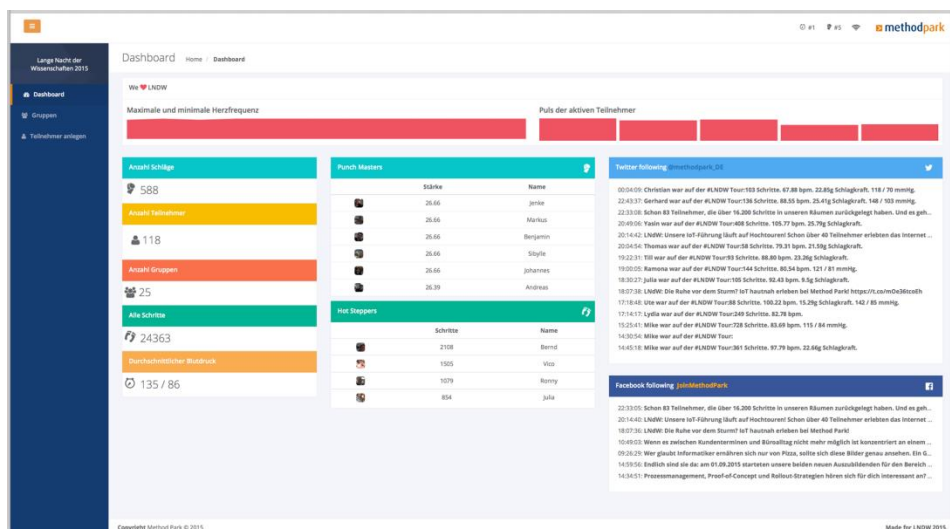 #1 #5 methodpark
Lange Nacht der
Wissenschaften 2015
Dashboard
Gruppen
Teilnehmer anlegen
Dashboard Home / Dashboard
We LNDW
Maximale und minimale Herzfrequenz
Puls der aktiven Teilnehmer
Anzahl Schläge
588
Anzahl Teilnehmer
118
Anzahl Gruppen
25
Alle Schritte
24363
Durchschnittlicher Blutdruck
135 / 86
Punch Masters
Stärke Name
26.66 Jenke
26.66 Markus
26.66 Benjamin
26.66 Sibylle
26.66 Johannes
26.39 Andreas
Hot Steppers
Schritte Name
2108 Bernd
1505 Vico
1079 Ronny
854 Julia
Twitter following @methodpark_DE
00:04:09: Christian war auf der #LNDW Tour:103 Schritte. 67.88 bpm. 22.85g Schlagkraft. 118 / 70 mmHg.
22:43:37: Gerhard war auf der #LNDW Tour:136 Schritte. 88.55 bpm. 25.41g Schlagkraft. 148 / 103 mmHg.
22:33:08: Schon 83 Teilnehmer, die über 16.200 Schritte in unseren Räumen zurückgelegt haben. Und es geh...
20:49:06: Yasin war auf der #LNDW Tour:408 Schritte. 105.77 bpm. 25.79g Schlagkraft.
20:14:42: LNdW: Unsere IoT-Führung läuft auf Hochtouren! Schon über 40 Teilnehmer erlebten das Internet ...
20:04:54: Thomas war auf der #LNDW Tour:58 Schritte. 79.31 bpm. 21.59g Schlagkraft.
19:22:31: Till war auf der #LNDW Tour:93 Schritte. 88.80 bpm. 23.26g Schlagkraft.
19:00:05: Ramona war auf der #LNDW Tour:144 Schritte. 80.54 bpm. 121 / 81 mmHg.
18:30:27: Julia war auf der #LNDW Tour:105 Schritte. 92.43 bpm. 9.5g Schlagkraft.
18:07:38: LNdW: Die Ruhe vor dem Sturm? IoT hautnah erleben bei Method Park! https://t.co/mOe36tcoEh
17:18:48: Ute war auf der #LNDW Tour:88 Schritte. 100.22 bpm. 15.29g Schlagkraft. 142 / 85 mmHg.
17:14:17: Lydia war auf der #LNDW Tour:249 Schritte. 82.78 bpm.
15:25:41: Mike war auf der #LNDW Tour:728 Schritte. 83.69 bpm. 115 / 84 mmHg.
14:30:54: Mike war auf der #LNDW Tour:
14:45:18: Mike war auf der #LNDW Tour:361 Schritte. 97.79 bpm. 22.66g Schlagkraft.
Facebook following JoinMethodPark
22:33:05: Schon 83 Teilnehmer, die über 16.200 Schritte in unseren Räumen zurückgelegt haben. Und es geh...
20:14:40: LNdW: Unsere IoT-Führung läuft auf Hochtouren! Schon über 40 Teilnehmer erlebten das Internet ...
18:07:36: LNdW: Die Ruhe vor dem Sturm? IoT hautnah erleben bei Method Park!
10:49:03: Wenn es zwischen Kundenterminen und Büroalltag nicht mehr möglich ist konzentriert an einem ...
09:26:29: Wer glaubt Informatiker ernähren sich nur von Pizza, sollte sich diese Bilder genau ansehen. Ein G...
14:59:56: Endlich sind sie da: am 01.09.2015 starteten unsere beiden neuen Auszubildenden für den Bereich ...
14:34:51: Prozessmanagement, Proof-of-Concept und Rollout-Strategien hören sich für dich interessant an? ...
Copyright Method Park © 2015
Made for LNDW 2015